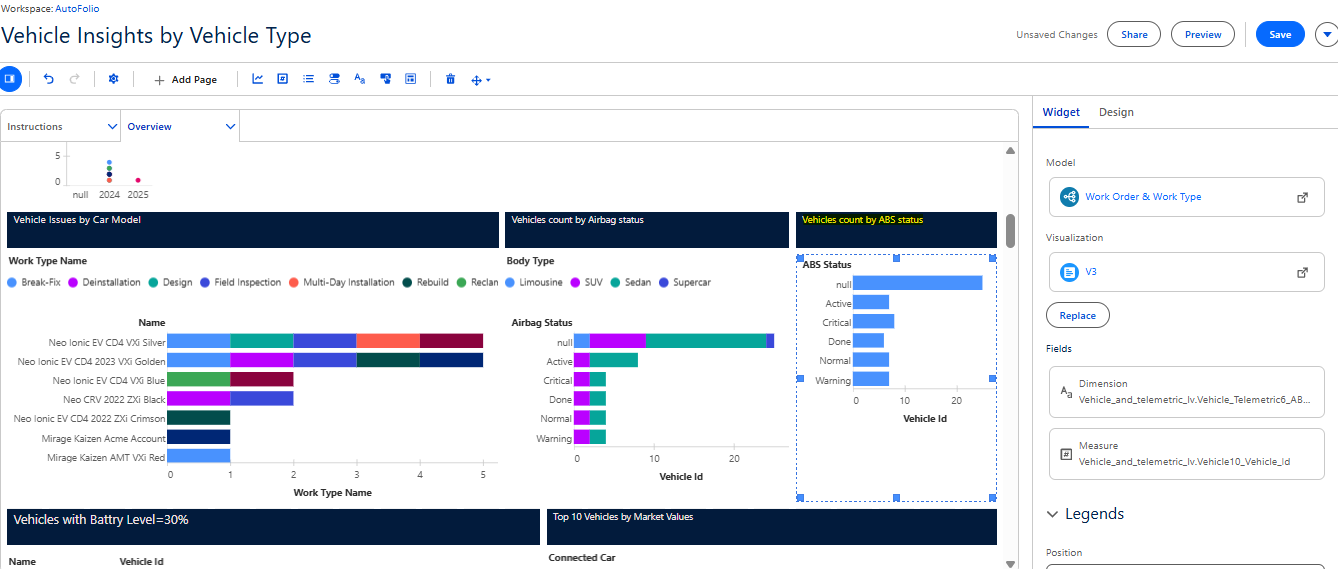 Workspace: AutoFolio
Vehicle Insights by Vehicle Type
Unsaved Changes
Share
Preview
Save
Add Page
Instructions
Overview
5
0
null 2024 2025
Vehicle Issues by Car Model
Work Type Name
Break-Fix Deinstallation Design Field Inspection Multi-Day Installation Rebuild Reclan
Name
Neo Ionic EV CD4 VXi Silver
Neo Ionic EV CD4 2023 VXi Golden
Neo Ionic EV CD4 VXi Blue
Neo CRV 2022 ZXi Black
Neo Ionic EV CD4 2022 ZXi Crimson
Mirage Kaizen Acme Account
Mirage Kaizen AMT VXi Red
0 1 2 3 4 5
Work Type Name
Vehicles count by Airbag status
Body Type
Limousine SUV Sedan Supercar
Airbag Status
null
Active
Critical
Done
Normal
Warning
0 10 20
Vehicle Id
Vehicles count by ABS status
ABS Status
null
Active
Critical
Done
Normal
Warning
0 10 20
Vehicle Id
Vehicles with Battry Level=30%
Name Vehicle Id
Top 10 Vehicles by Market Values
Connected Car
Widget
Design
Model
Work Order & Work Type
Visualization
V3
Replace
Fields
Dimension
Vehicle_and_telemetric_lv.Vehicle_Telemetric6_AB...
Measure
Vehicle_and_telemetric_lv.Vehicle10_Vehicle_Id
Legends
Position